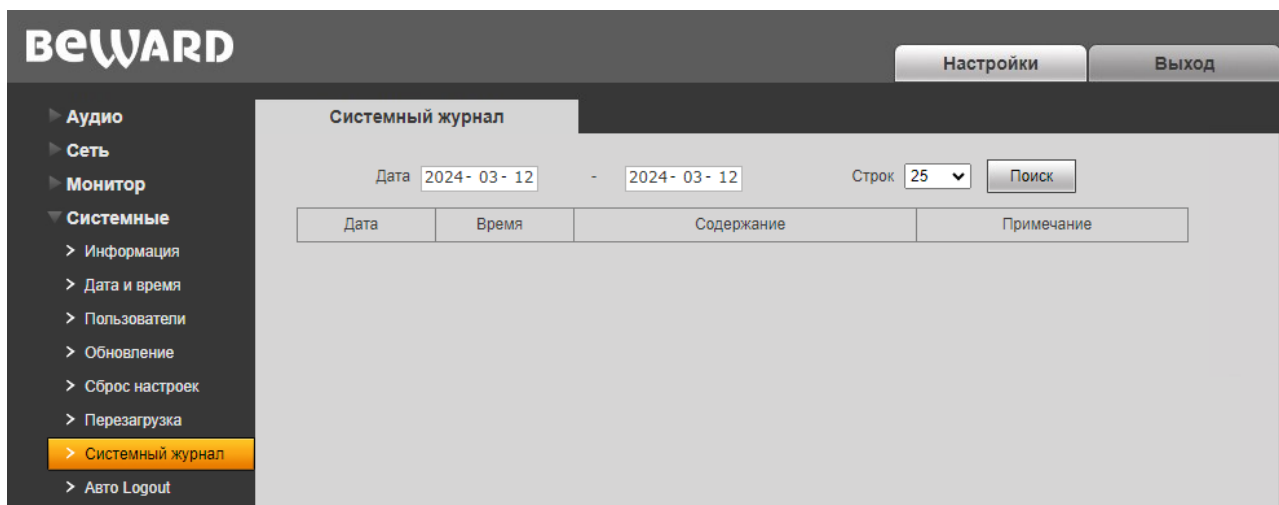 BEWARD
Настройки Выход
Аудио
Сеть
Монитор
Системные
> Информация
> Дата и время
> Пользователи
> Обновление
> Сброс настроек
> Перезагрузка
> Системный журнал
> Авто Logout
Системный журнал
Дата 2024- 03- 12 - 2024- 03- 12 Строк 25 Поиск
Дата Время Содержание Примечание